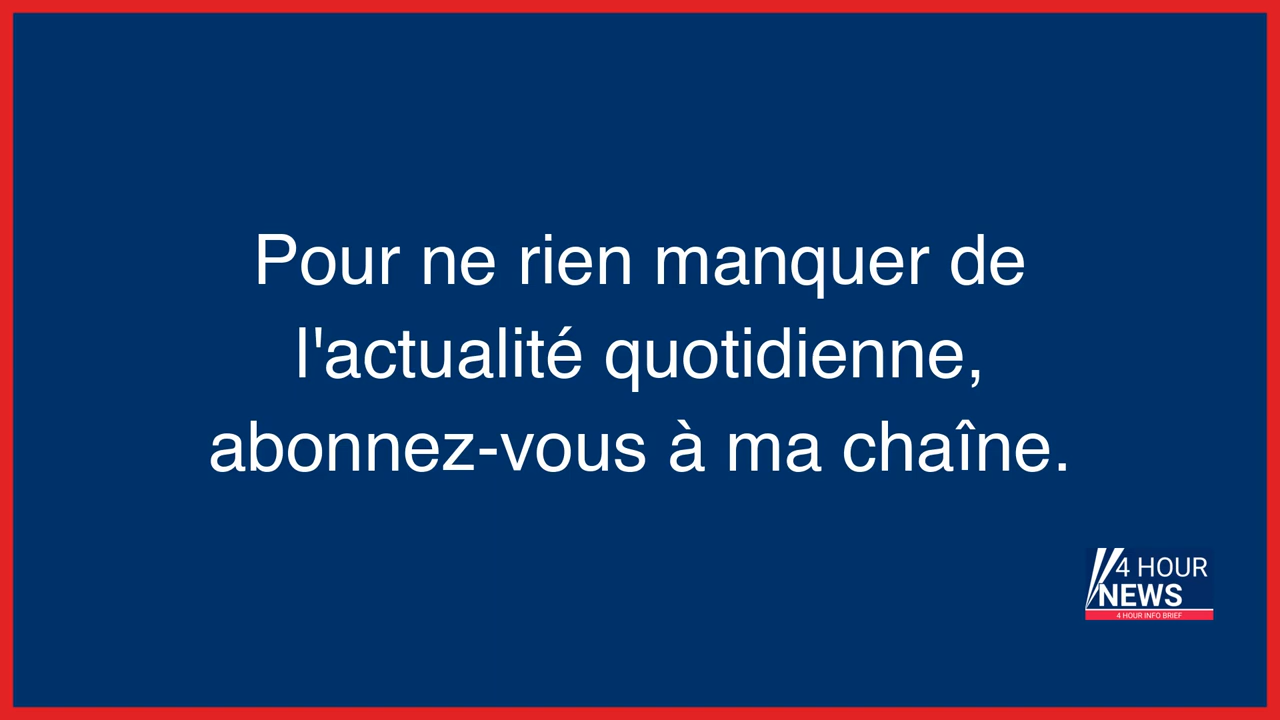 Pour ne rien manquer de
l'actualité quotidienne,
abonnez-vous à ma chaîne.
4 HOUR
NEWS
4 HOUR INFO BRIEF